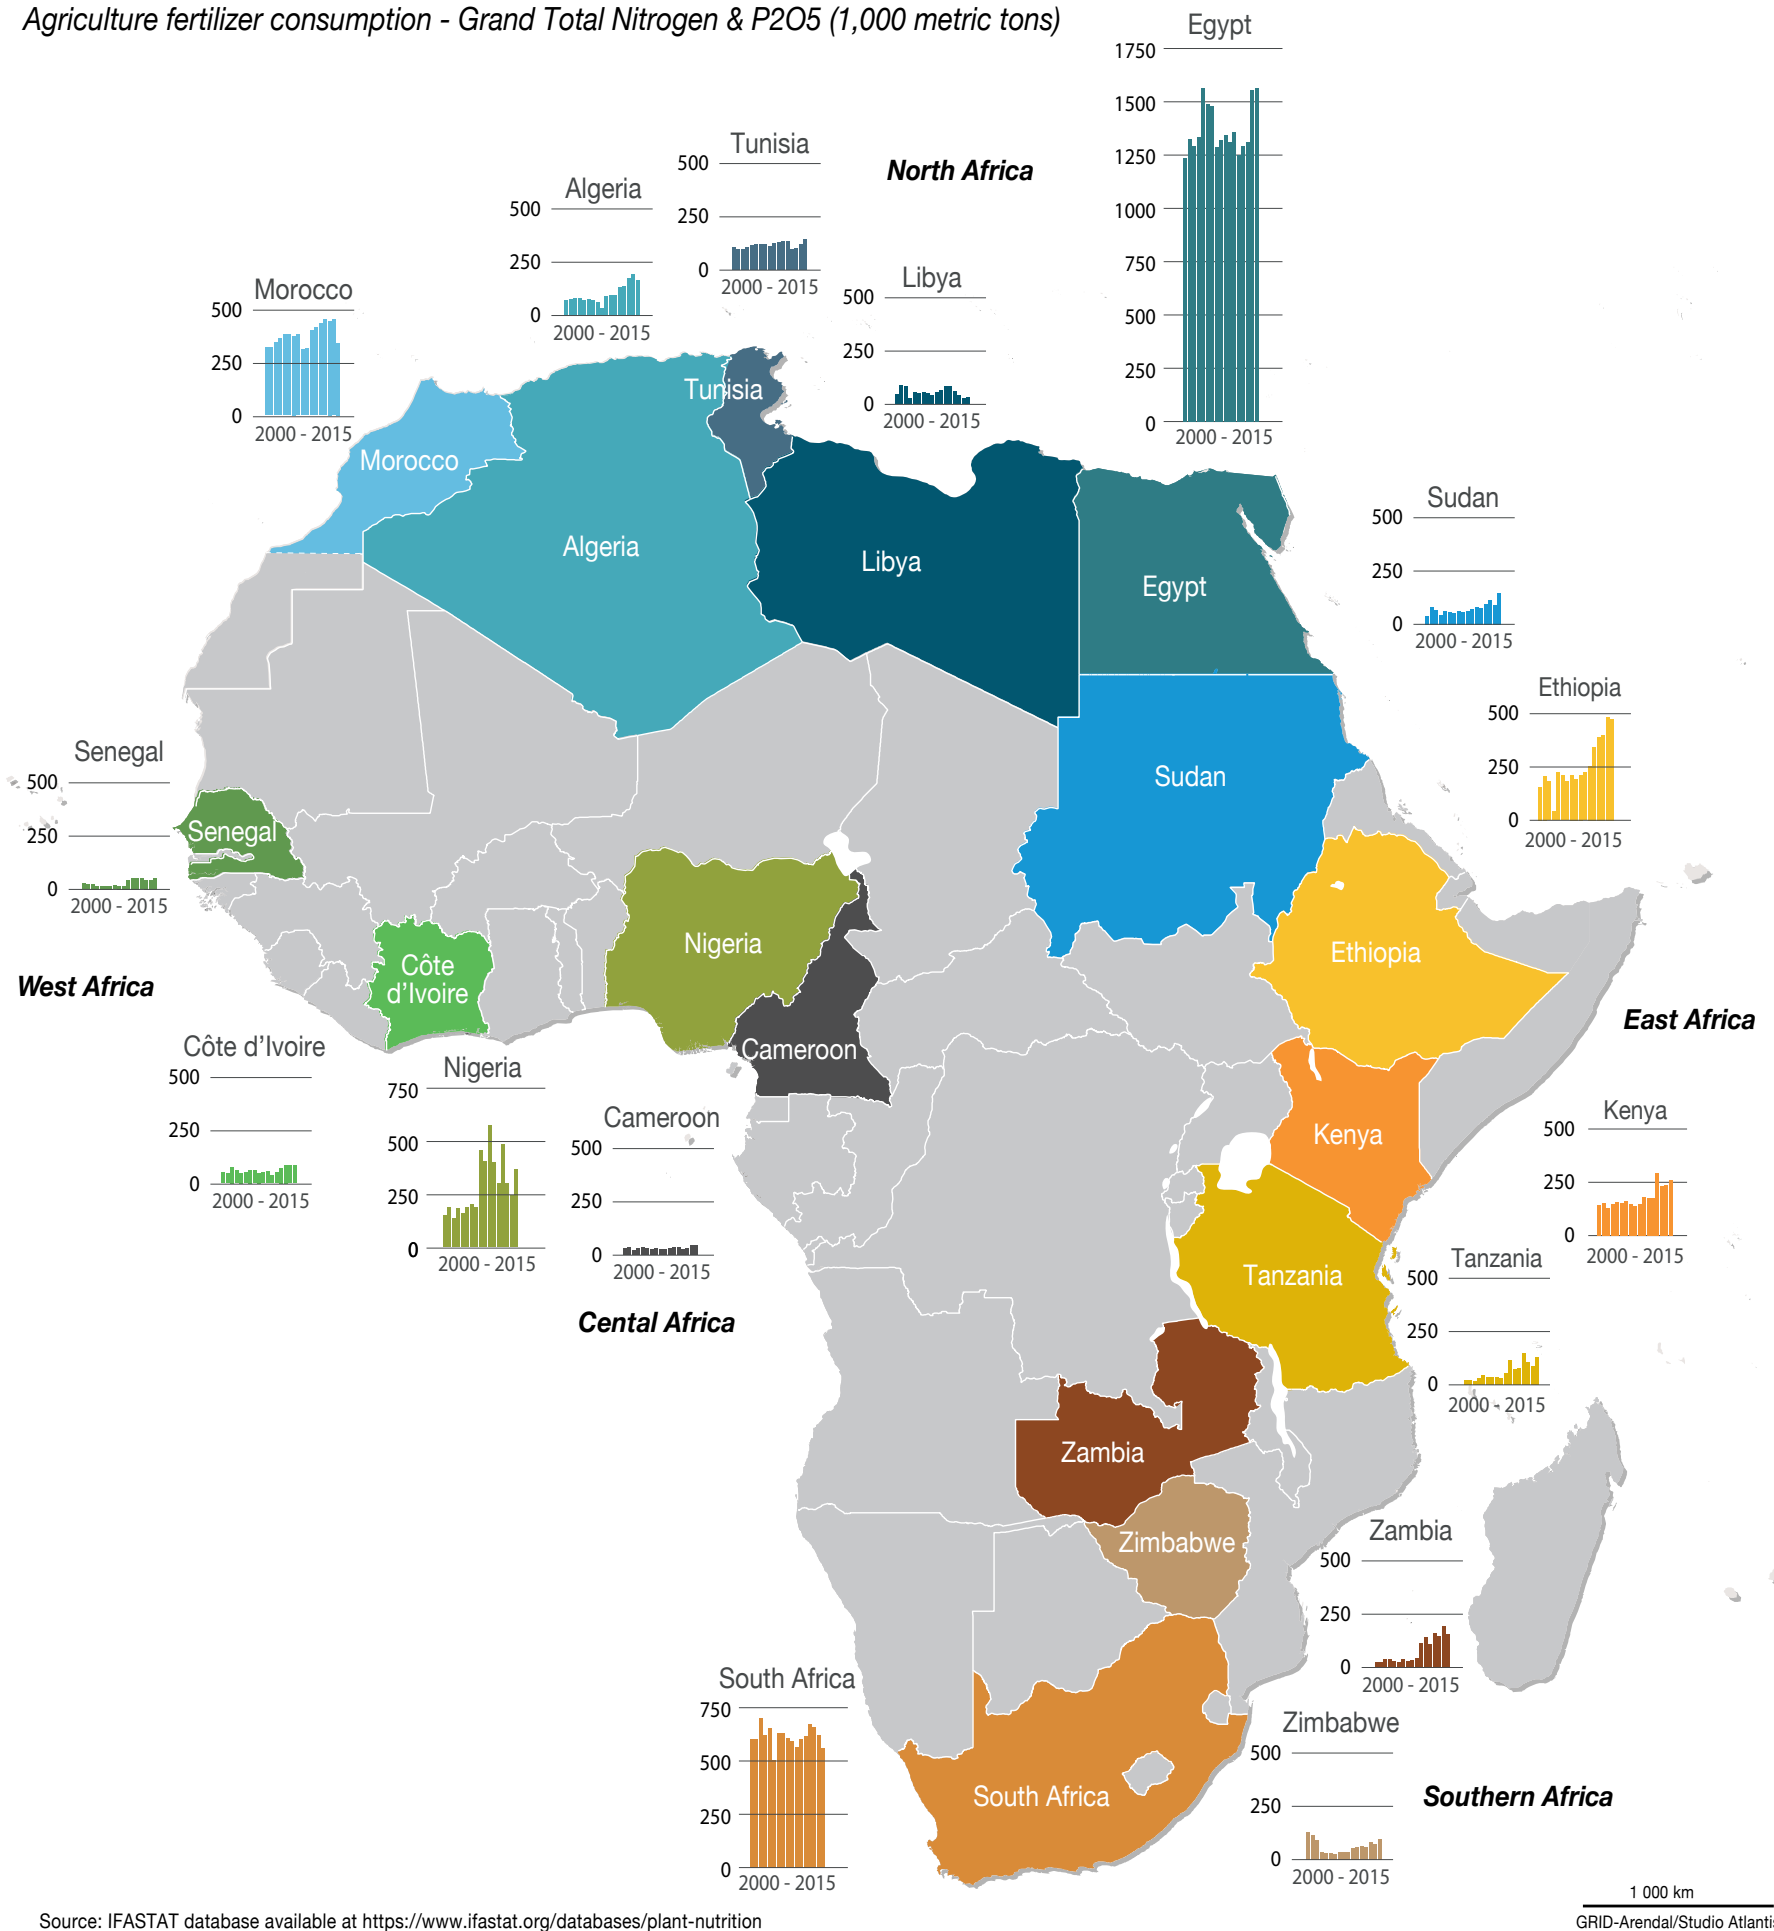 Agriculture fertilizer consumption - Grand Total Nitrogen & P2O5 (1,000 metric tons)
Egypt
1750
1500
1250
1000
750
500
250
0
2000 - 2015
Tunisia
500
250
0
2000 - 2015
North Africa
Algeria
500
250
0
2000 - 2015
Libya
500
250
0
2000 - 2015
Morocco
500
250
0
2000 - 2015
Tunisia
Morocco
Algeria
Libya
Egypt
Sudan
500
250
0
2000 - 2015
Ethiopia
500
250
0
2000 - 2015
Senegal
500
250
0
2000 - 2015
Sudan
Senegal
Nigeria
Ethiopia
Côte
d'Ivoire
Cameroon
West Africa
East Africa
Côte d'Ivoire
500
250
0
2000 - 2015
Nigeria
750
500
250
0
2000 - 2015
Cameroon
500
250
0
2000 - 2015
Cental Africa
Kenya
Kenya
500
250
0
2000 - 2015
Tanzania
Tanzania
500
250
0
2000 - 2015
Zambia
Zimbabwe
Zambia
500
250
0
2000 - 2015
South Africa
750
500
250
0
2000 - 2015
South Africa
Zimbabwe
500
250
0
2000 - 2015
Southern Africa
1 000 km
Source: IFASTAT database available at https://www.ifastat.org/databases/plant-nutrition
GRID-Arendal/Studio Atlantis